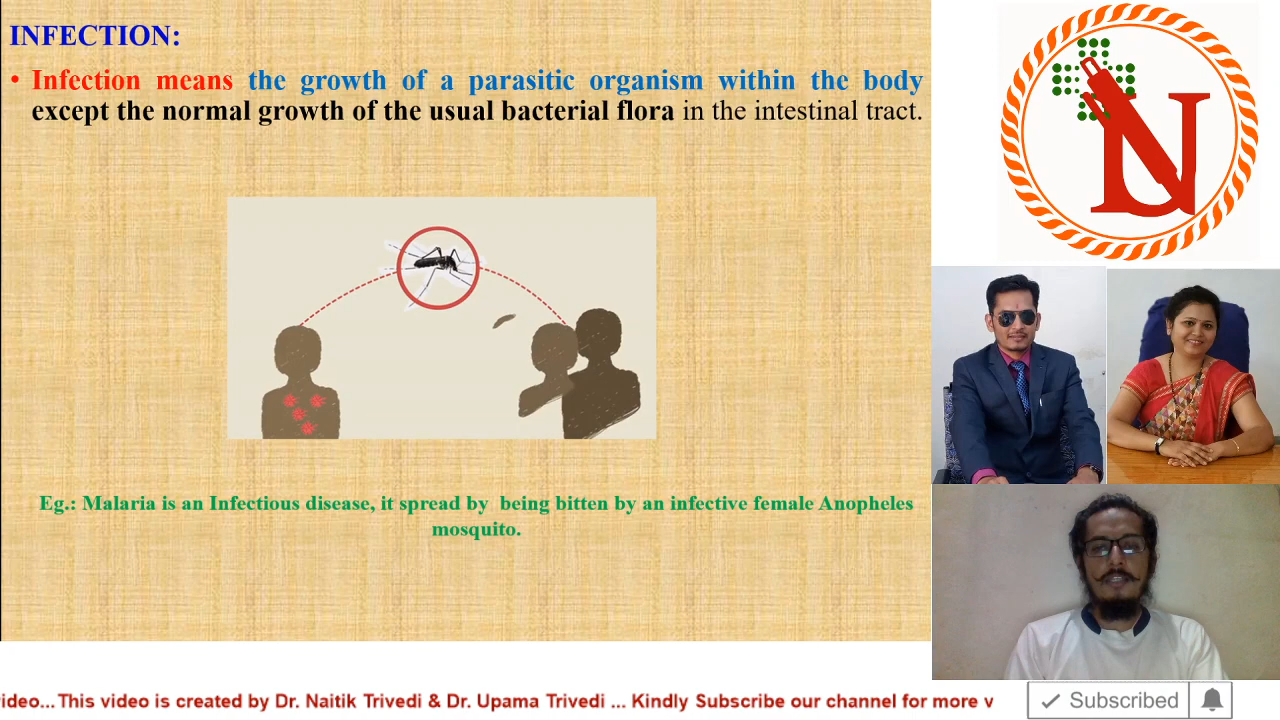 INFECTION:
• Infection means the growth of a parasitic organism within the body
except the normal growth of the usual bacterial flora in the intestinal tract.
Eg.: Malaria is an Infectious disease, it spread by being bitten by an infective female Anopheles
mosquito.
ideo... This video is created by Dr. Naitik Trivedi & Dr. Upama Trivedi ... Kindly Subscribe our channel for more v
Subscribed